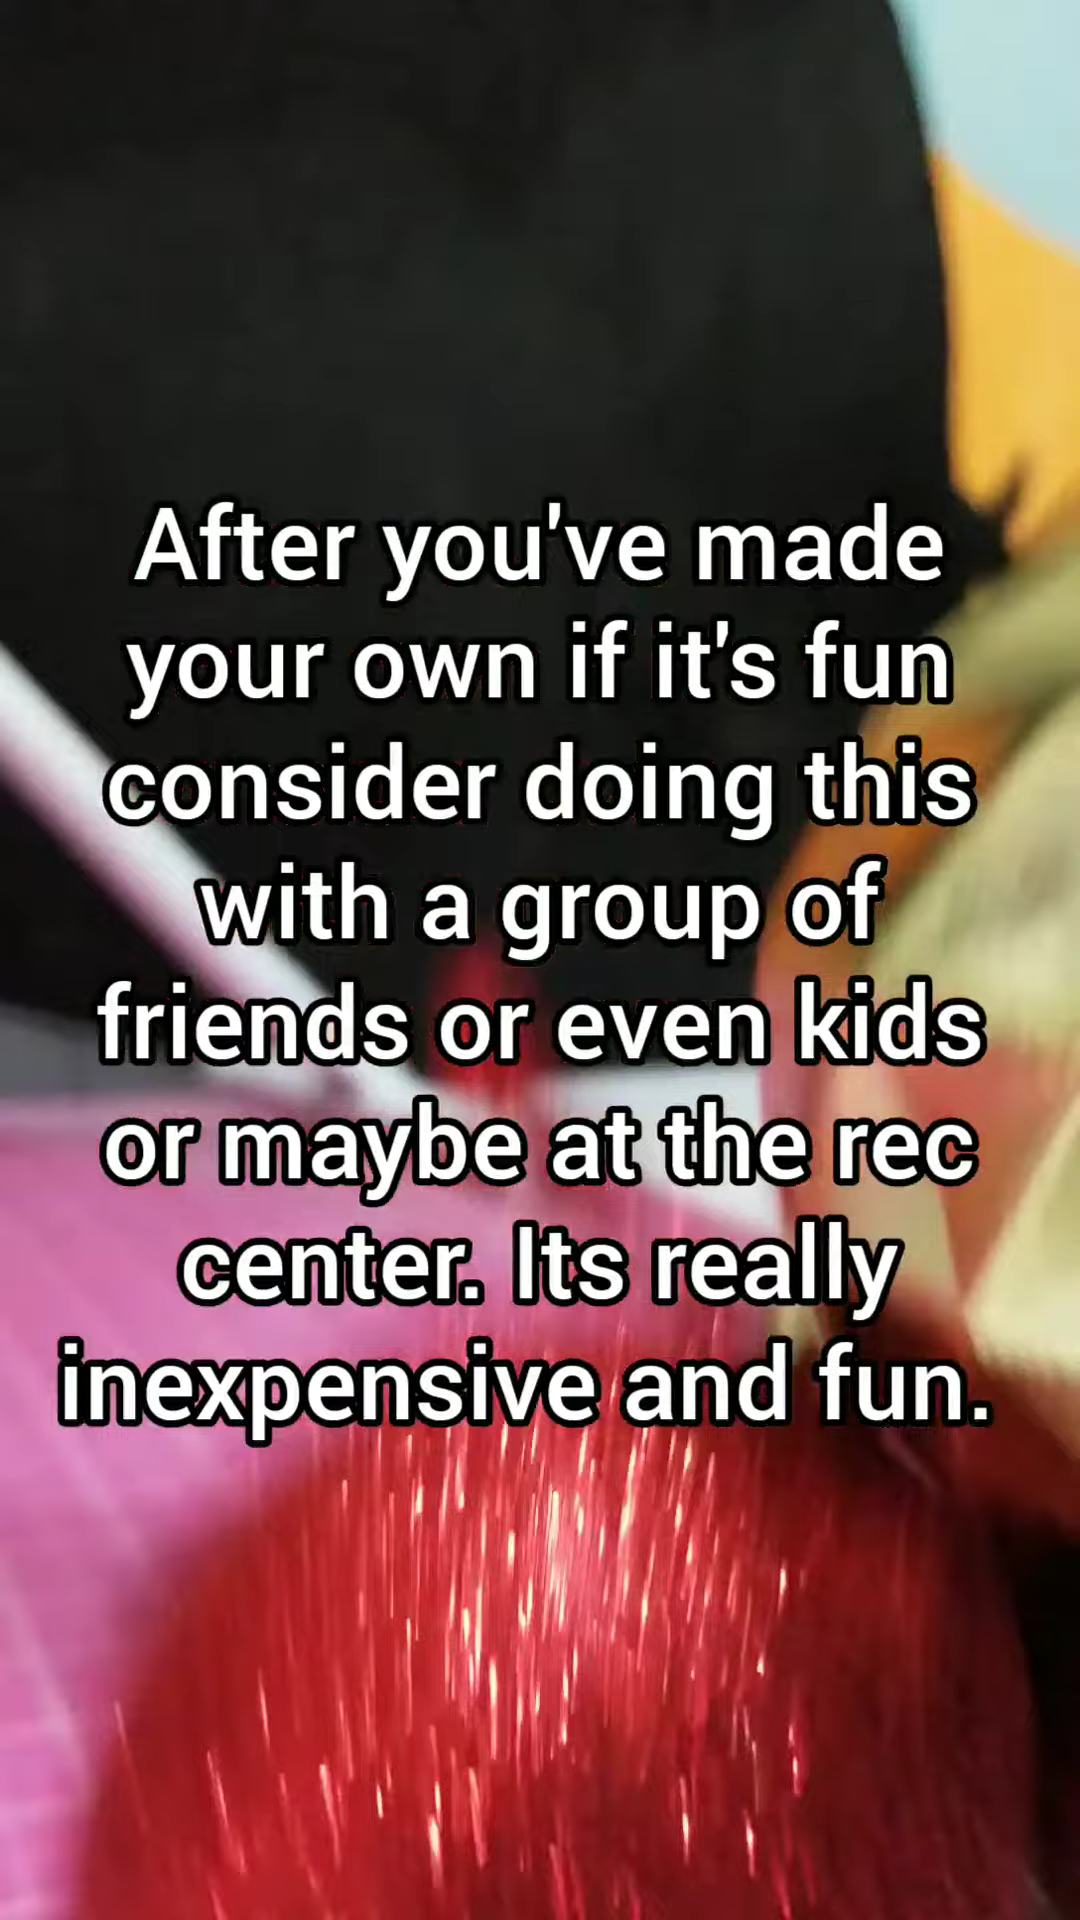 After you've made
your own if it's fun
consider doing this
with a group of
friends or even kids
or maybe at the rec
center. Its really
inexpensive and fun.